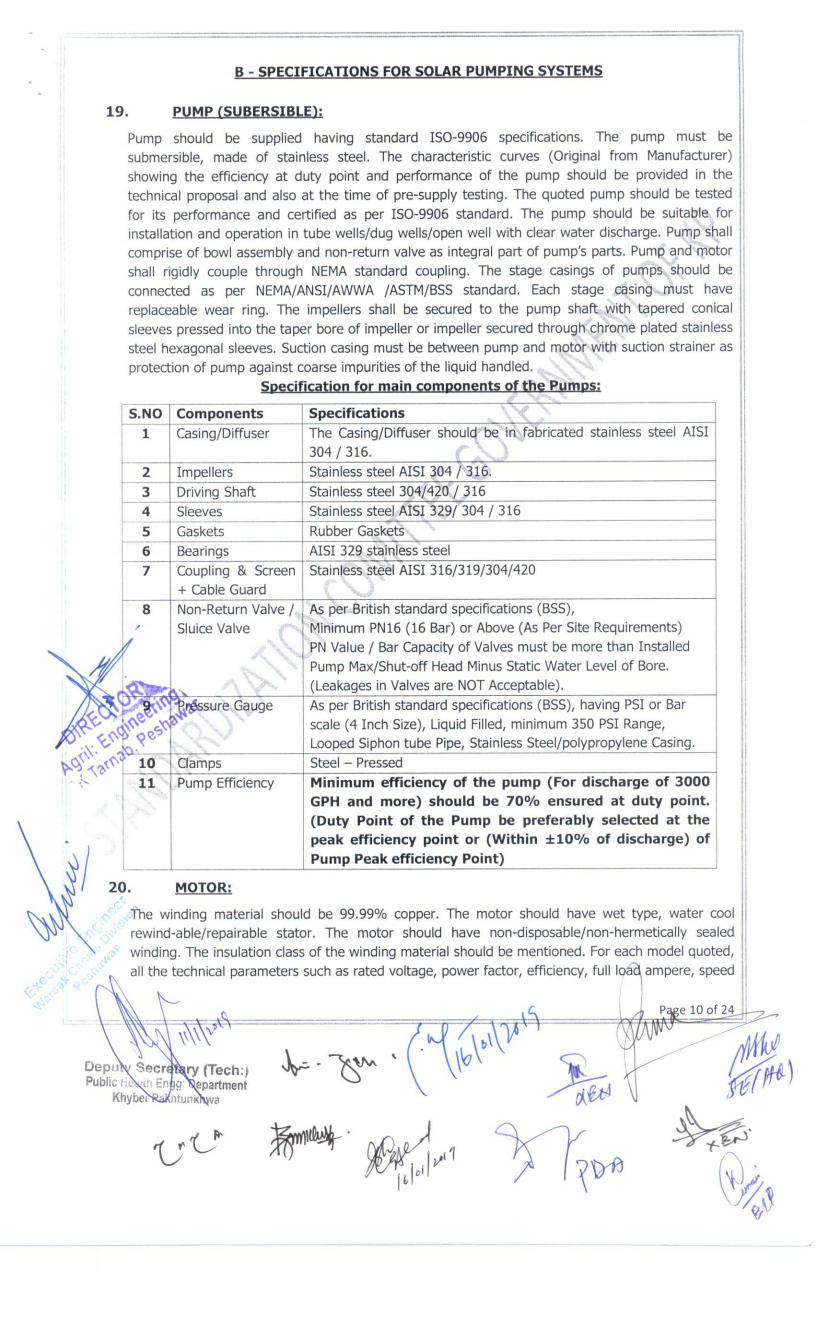 B - SPECIFICATIONS FOR SOLAR PUMPING SYSTEMS
19. PUMP (SUBERSIBLE):
Pump should be supplied having standard ISO-9906 specifications. The pump must be
submersible, made of stainless steel. The characteristic curves (Original from Manufacturer)
showing the efficiency at duty point and performance of the pump should be provided in the
technical proposal and also at the time of pre-supply testing. The quoted pump should be tested
for its performance and certified as per ISO-9906 standard. The pump should be suitable for
installation and operation in tube wells/dug wells/open well with clear water discharge. Pump shall
comprise of bowl assembly and non-return valve as integral part of pump's parts. Pump and motor
shall rigidly couple through NEMA standard coupling. The stage casings of pumps should be
connected as per NEMA/ANSI/AWWA /ASTM/BSS standard. Each stage casing must have
replaceable wear ring. The impellers shall be secured to the pump shaft with tapered conical
sleeves pressed into the taper bore of impeller or impeller secured through chrome plated stainless
steel hexagonal sleeves. Suction casing must be between pump and motor with suction strainer as
protection of pump against coarse impurities of the liquid handled.
Specification for main components of the Pumps:
S.NO Components Specifications
1 Casing/Diffuser The Casing/Diffuser should be in fabricated stainless steel AISI
304 / 316.
2 Impellers Stainless steel AISI 304 / 316.
3 Driving Shaft Stainless steel 304/420 / 316
4 Sleeves Stainless steel AISI 329/ 304 / 316
5 Gaskets Rubber Gaskets
6 Bearings AISI 329 stainless steel
7 Coupling & Screen Stainless steel AISI 316/319/304/420
+ Cable Guard
8 Non-Return Valve / As per British standard specifications (BSS),
Sluice Valve Minimum PN16 (16 Bar) or Above (As Per Site Requirements)
PN Value / Bar Capacity of Valves must be more than Installed
Pump Max/Shut-off Head Minus Static Water Level of Bore.
(Leakages in Valves are NOT Acceptable).
9 Pressure Gauge As per British standard specifications (BSS), having PSI or Bar
scale (4 Inch Size), Liquid Filled, minimum 350 PSI Range,
Looped Siphon tube Pipe, Stainless Steel/polypropylene Casing.
10 Clamps Steel – Pressed
11 Pump Efficiency Minimum efficiency of the pump (For discharge of 3000
GPH and more) should be 70% ensured at duty point.
(Duty Point of the Pump be preferably selected at the
peak efficiency point or (Within ±10% of discharge) of
Pump Peak efficiency Point)
20. MOTOR:
The winding material should be 99.99% copper. The motor should have wet type, water cool
rewind-able/repairable stator. The motor should have non-disposable/non-hermetically sealed
winding. The insulation class of the winding material should be mentioned. For each model quoted,
all the technical parameters such as rated voltage, power factor, efficiency, full load ampere, speed
Page 10 of 24
STANDARDIZATION COMMITTEE GOVERNMENT OF KP
DIRECTOR
Agril: Engineering
Tarnab, Peshawar
Executive Engineer
Warsak Canals Division
Peshawar
11/1/2019
Deputy Secretary (Tech:)
Public Health Engg: Department
Khyber Pakhtunkhwa
16/01/2019
XEN
SE(HQ)
16/01/2019
PDA
XEN.